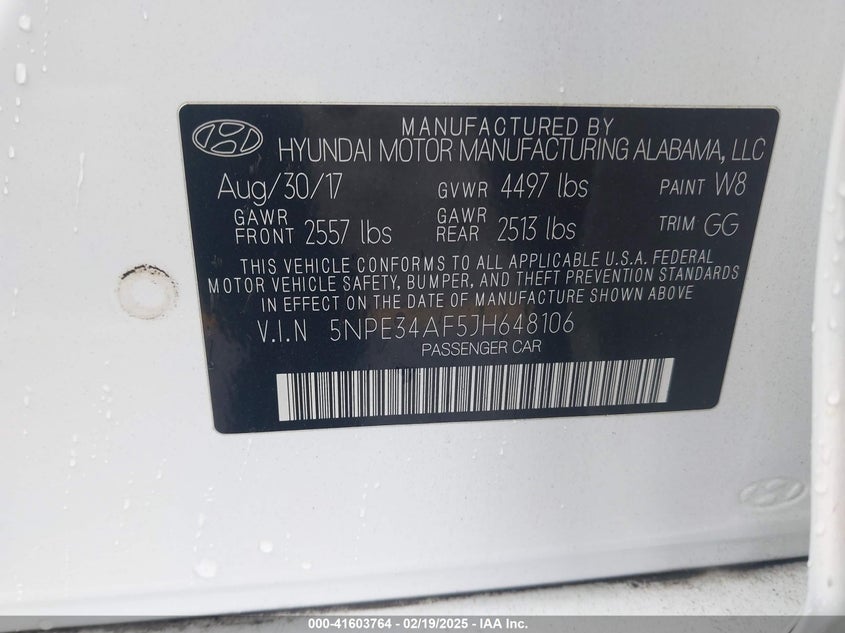 MANUFACTURED BY
HYUNDAI MOTOR MANUFACTURING ALABAMA, LLC
Aug/30/17 GVWR 4497 lbs PAINT W8
GAWR FRONT 2557 lbs GAWR REAR 2513 lbs TRIM GG
THIS VEHICLE CONFORMS TO ALL APPLICABLE U.S.A. FEDERAL
MOTOR VEHICLE SAFETY, BUMPER, AND THEFT PREVENTION STANDARDS
IN EFFECT ON THE DATE OF MANUFACTURE SHOWN ABOVE
V.I.N 5NPE34AF5JH648106
PASSENGER CAR
000-41603764 - 02/19/2025 - IAA Inc.